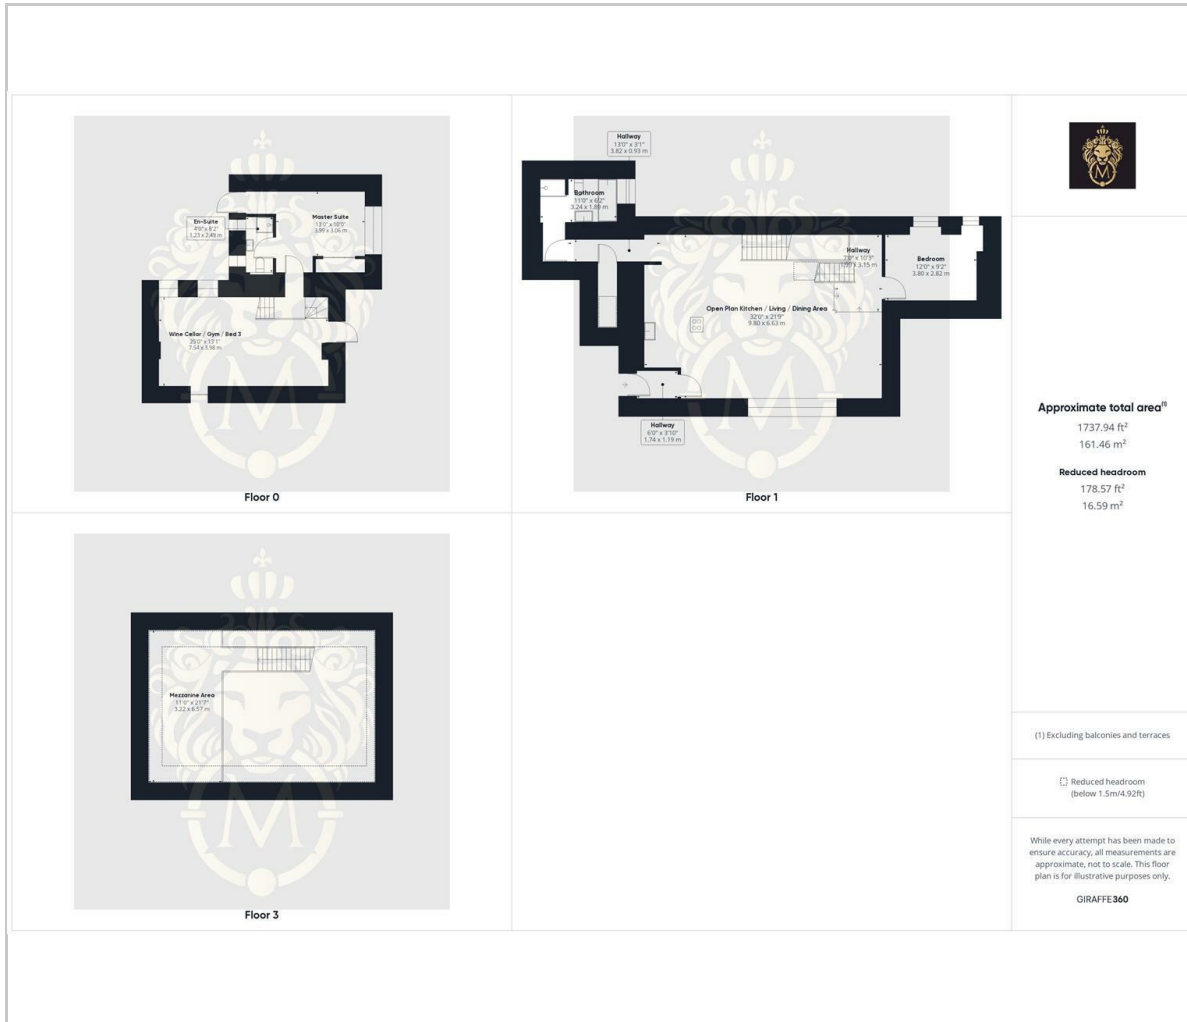 En-Suite
4'0" x 8'2"
1.23 x 2.49 m
Master Suite
13'0" x 10'0"
3.99 x 3.06 m
Wine Cellar / Gym / Bed 3
25'0" x 13'1"
7.54 x 3.98 m
M
Floor 0
Hallway
13'0" x 3'1"
3.82 x 0.93 m
Bathroom
11'0" x 6'2"
3.24 x 1.89 m
Hallway
x 10'3"
x 3.15 m
Bedroom
12'0" x 9'2"
3.80 x 2.82 m
Open Plan Kitchen / Living / Dining Area
32'0" x 21'9"
9.80 x 6.63 m
Hallway
6'0" x 3'10"
1.74 x 1.19 m
M
Floor 1
Mezzanine Area
11'0" x 21'7"
3.22 x 6.57 m
M
Floor 3
M
Approximate total area(1)
1737.94 ft²
161.46 m²
Reduced headroom
178.57 ft²
16.59 m²
(1) Excluding balconies and terraces
Reduced headroom
(below 1.5m/4.92ft)
While every attempt has been made to
ensure accuracy, all measurements are
approximate, not to scale. This floor
plan is for illustrative purposes only.
GIRAFFE360